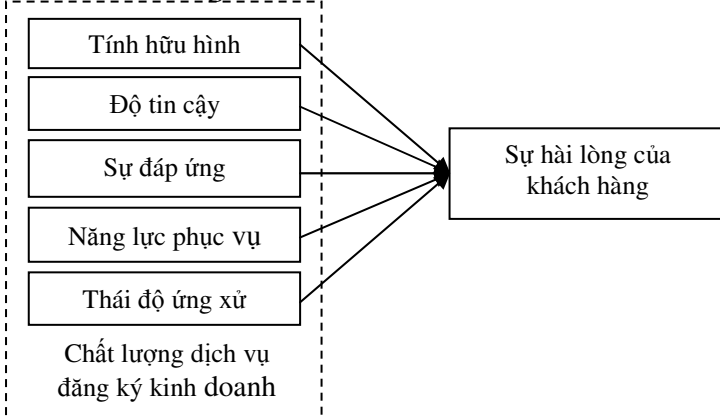 Tính hữu hình
Độ tin cậy
Sự đáp ứng
Năng lực phục vụ
Thái độ ứng xử
Chất lượng dịch vụ
đăng ký kinh doanh
Sự hài lòng của
khách hàng